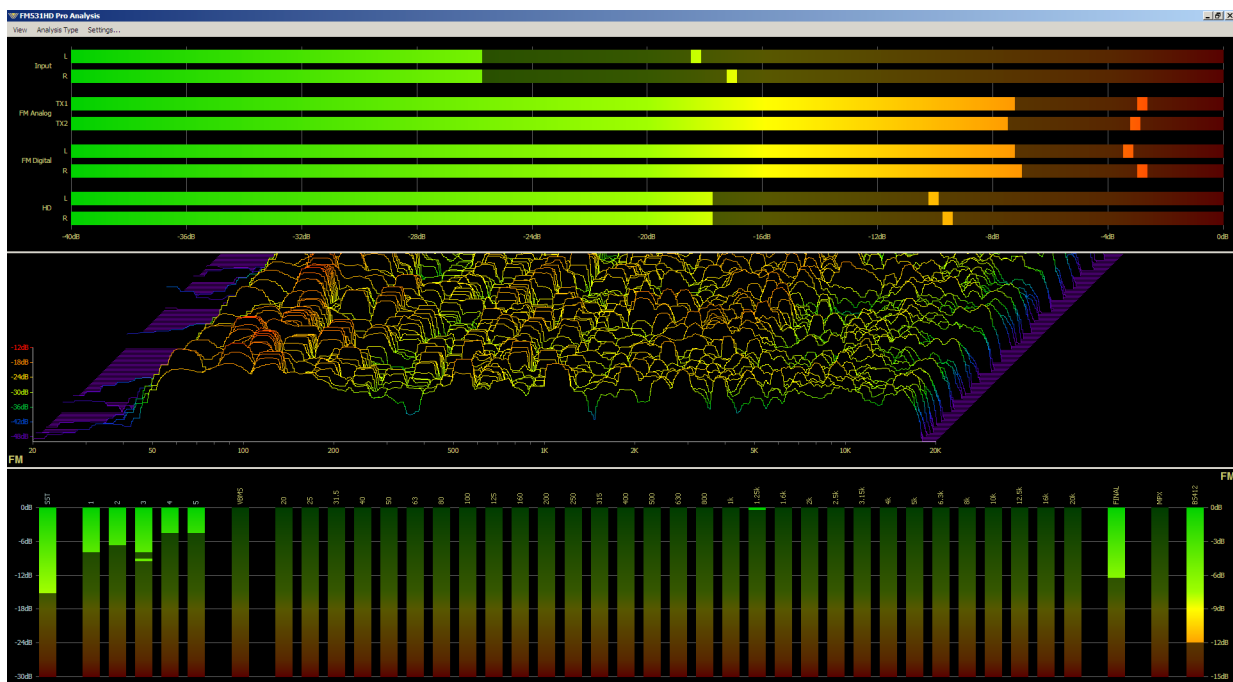 FM531HD Pro Analysis
View Analysis Type Settings...
Input L
R
FM Analog TX1
TX2
FM Digital L
R
HD L
R
-40dB -36dB -32dB -28dB -24dB -20dB -16dB -12dB -8dB -4dB 0dB
-12dB
-18dB
-24dB
-30dB
-36dB
-42dB
-48dB
20 50 100 200 500 1K 2K 5K 10K 20K
FM FM
SST 1 2 3 4 5 VBMS 20 25 31.5 40 50 63 80 100 125 160 200 250 315 400 500 630 800 1k 1.25k 1.6k 2k 2.5k 3.15k 4k 5k 6.3k 8k 10k 12.5k 16k 20k FINAL MPX BS412
0dB 0dB
-6dB -3dB
-12dB -6dB
-18dB -9dB
-24dB -12dB
-30dB -15dB